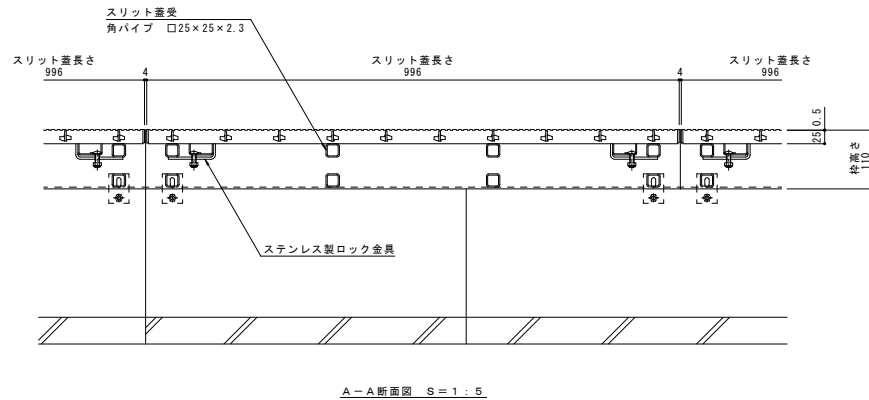 スリット蓋受
角パイプ　□25×25×2.3
スリット蓋長さ
996
4
スリット蓋長さ
996
4
スリット蓋長さ
996
25
0.5
枠高さ
110
ステンレス製ロック金具
A－A断面図　S＝1：5